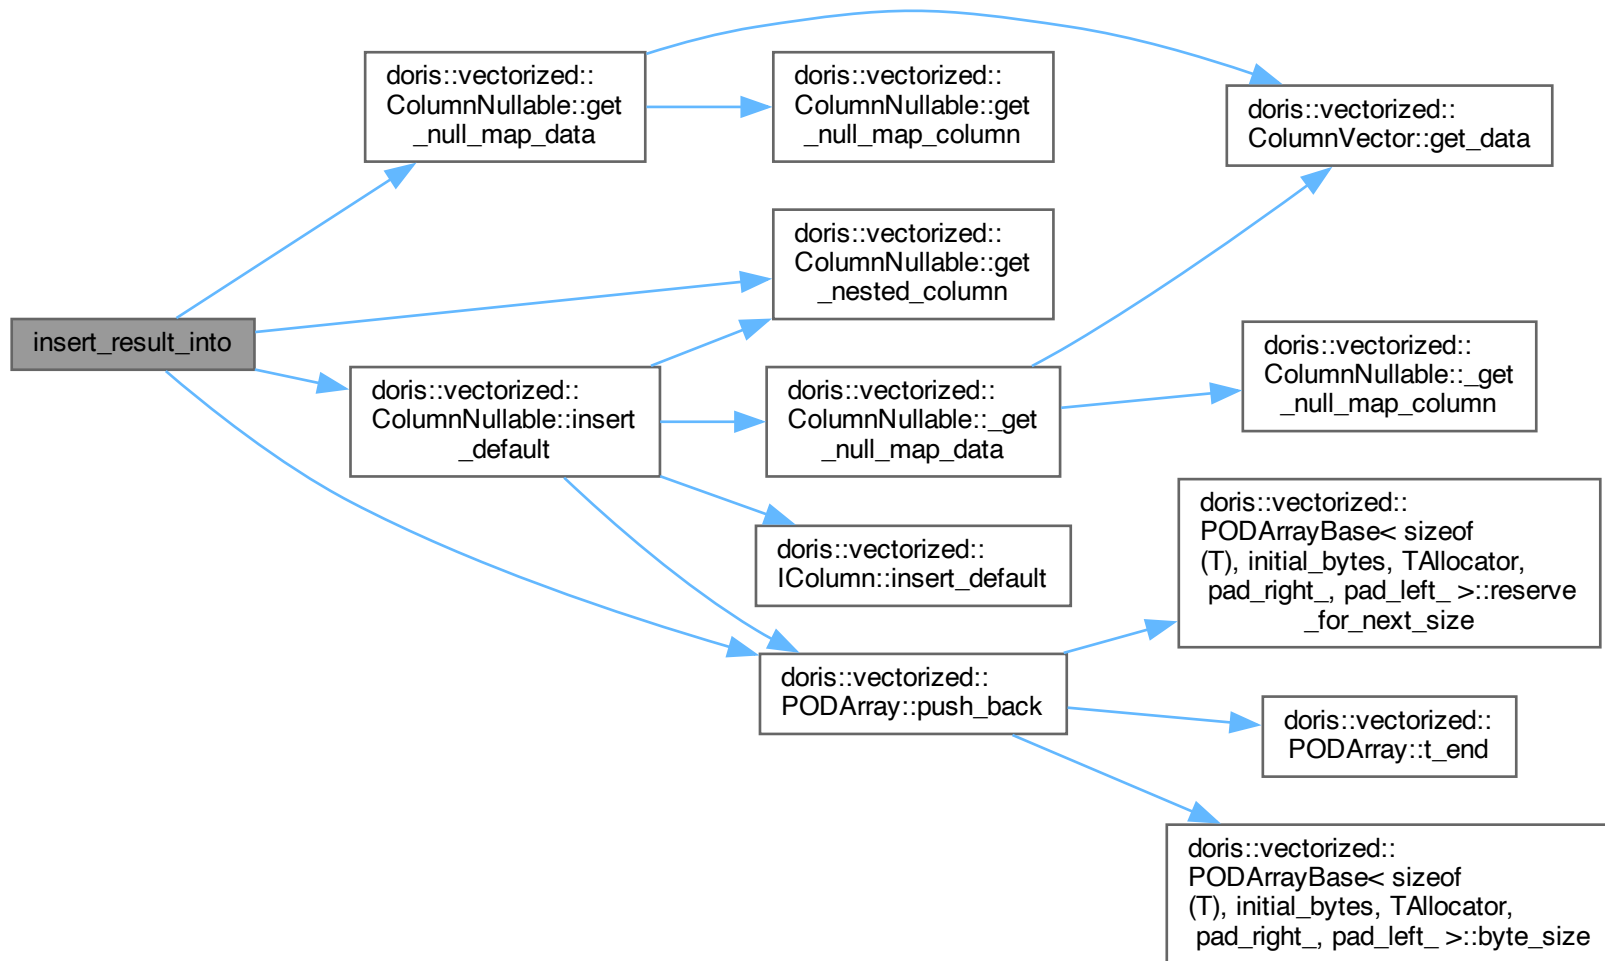 insert_result_into
doris::vectorized::
ColumnNullable::get
_null_map_data
doris::vectorized::
ColumnNullable::get
_null_map_column
doris::vectorized::
ColumnVector::get_data
doris::vectorized::
ColumnNullable::get
_nested_column
doris::vectorized::
ColumnNullable::insert
_default
doris::vectorized::
ColumnNullable::_get
_null_map_data
doris::vectorized::
ColumnNullable::_get
_null_map_column
doris::vectorized::
IColumn::insert_default
doris::vectorized::
PODArray::push_back
doris::vectorized::
PODArrayBase< sizeof
(T), initial_bytes, TAllocator,
pad_right_, pad_left_ >::reserve
_for_next_size
doris::vectorized::
PODArray::t_end
doris::vectorized::
PODArrayBase< sizeof
(T), initial_bytes, TAllocator,
pad_right_, pad_left_ >::byte_size